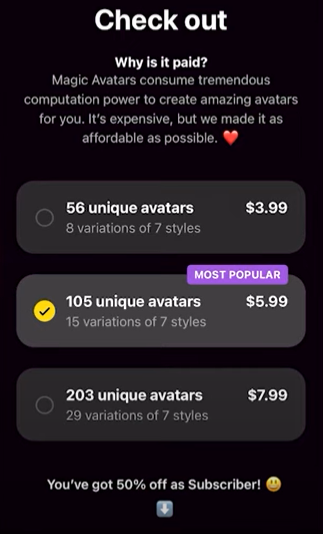 Check out
Why is it paid?
Magic Avatars consume tremendous
computation power to create amazing avatars
for you. It's expensive, but we made it as
affordable as possible. ❤️
56 unique avatars $3.99
8 variations of 7 styles
MOST POPULAR
105 unique avatars $5.99
15 variations of 7 styles
203 unique avatars $7.99
29 variations of 7 styles
You've got 50% off as Subscriber! 😃
⬇️